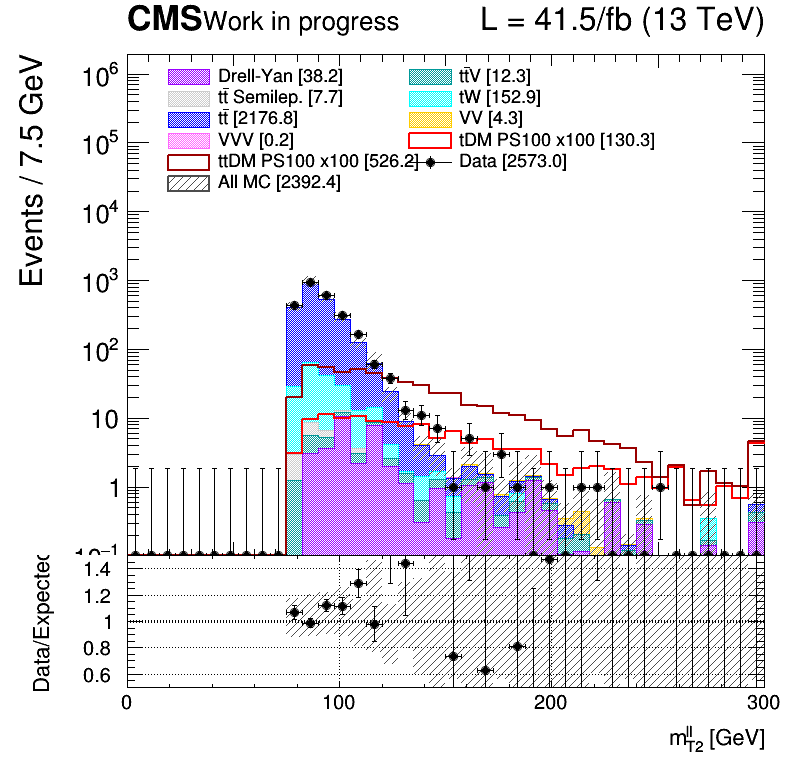 CMS Work in progress L = 41.5/fb (13 TeV)
Events / 7.5 GeV
10⁶
10⁵
10⁴
10³
10²
10
1
10⁻¹
Drell-Yan [38.2] tt̄V [12.3]
tt̄ Semilep. [7.7] tW [152.9]
tt̄ [2176.8] VV [4.3]
VVV [0.2] tDM PS100 x100 [130.3]
ttDM PS100 x100 [526.2] Data [2573.0]
All MC [2392.4]
Data/Expected
1.4
1.2
1
0.8
0.6
0 100 200 300
m_T2^ll [GeV]